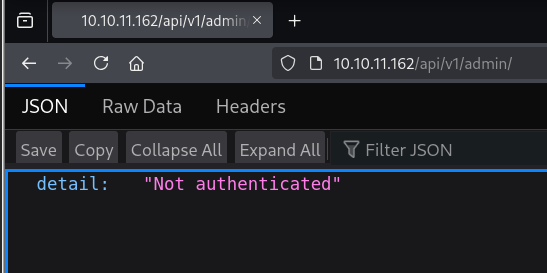 10.10.11.162/api/v1/admin
10.10.11.162/api/v1/admin/
JSON Raw Data Headers
Save Copy Collapse All Expand All Filter JSON
detail: "Not authenticated"